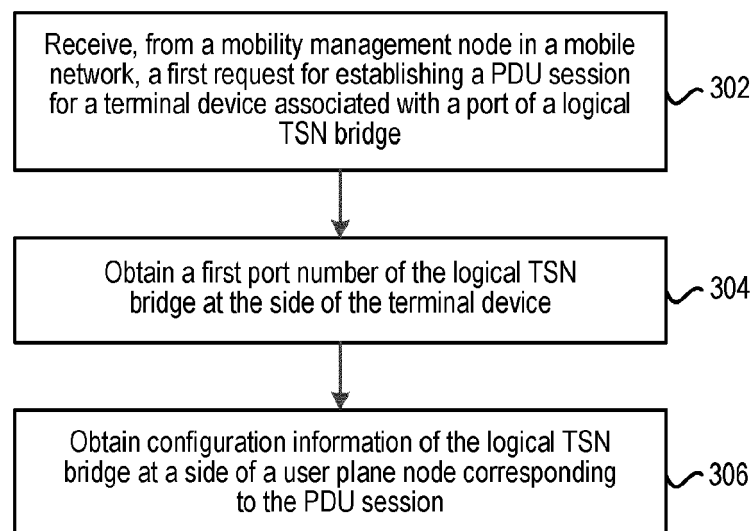 Receive, from a mobility management node in a mobile
network, a first request for establishing a PDU session
for a terminal device associated with a port of a logical
TSN bridge
302
Obtain a first port number of the logical TSN
bridge at the side of the terminal device
304
Obtain configuration information of the logical TSN
bridge at a side of a user plane node corresponding
to the PDU session
306